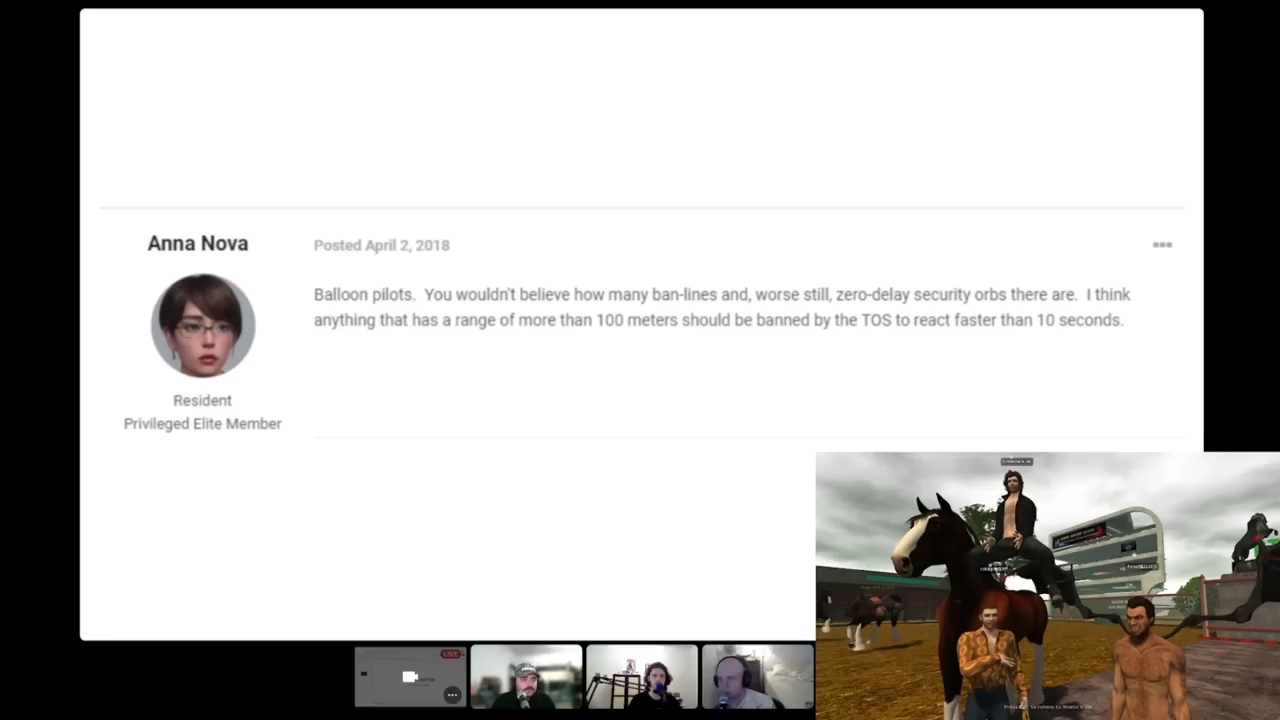 Anna Nova
Posted April 2, 2018
Balloon pilots.  You wouldn't believe how many ban-lines and, worse still, zero-delay security orbs there are.  I think
anything that has a range of more than 100 meters should be banned by the TOS to react faster than 10 seconds.
Resident
Privileged Elite Member
LIVE